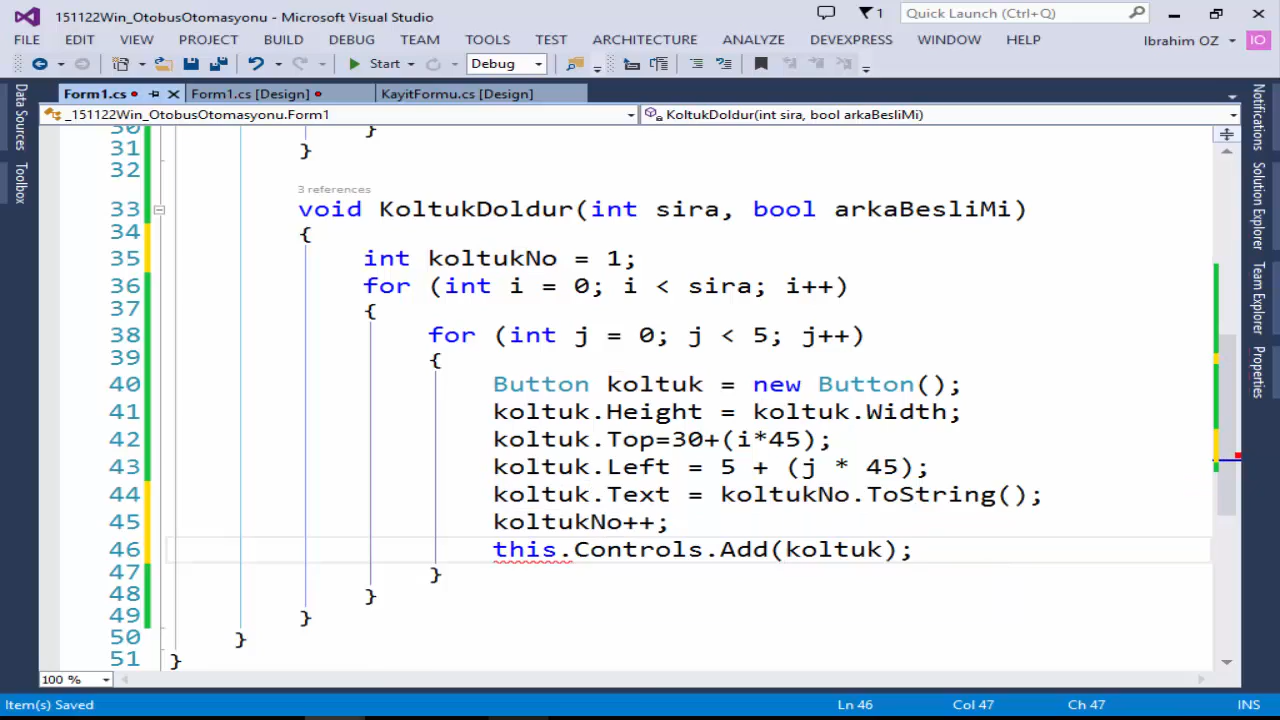 151122Win_OtobusOtomasyonu - Microsoft Visual Studio
1
Quick Launch (Ctrl+Q)
FILE EDIT VIEW PROJECT BUILD DEBUG TEAM TOOLS TEST ARCHITECTURE ANALYZE DEVEXPRESS WINDOW HELP
Ibrahim OZ
IO
Start
Debug
Data Sources
Toolbox
Form1.cs
Form1.cs [Design]
KayitFormu.cs [Design]
_151122Win_OtobusOtomasyonu.Form1
KoltukDoldur(int sira, bool arkaBesliMi)
30 }
31 }
32
3 references
33 void KoltukDoldur(int sira, bool arkaBesliMi)
34 {
35 int koltukNo = 1;
36 for (int i = 0; i < sira; i++)
37 {
38 for (int j = 0; j < 5; j++)
39 {
40 Button koltuk = new Button();
41 koltuk.Height = koltuk.Width;
42 koltuk.Top=30+(i*45);
43 koltuk.Left = 5 + (j * 45);
44 koltuk.Text = koltukNo.ToString();
45 koltukNo++;
46 this.Controls.Add(koltuk);
47 }
48 }
49 }
50 }
51 }
Notifications
Solution Explorer
Team Explorer
Properties
100 %
Item(s) Saved
Ln 46
Col 47
Ch 47
INS